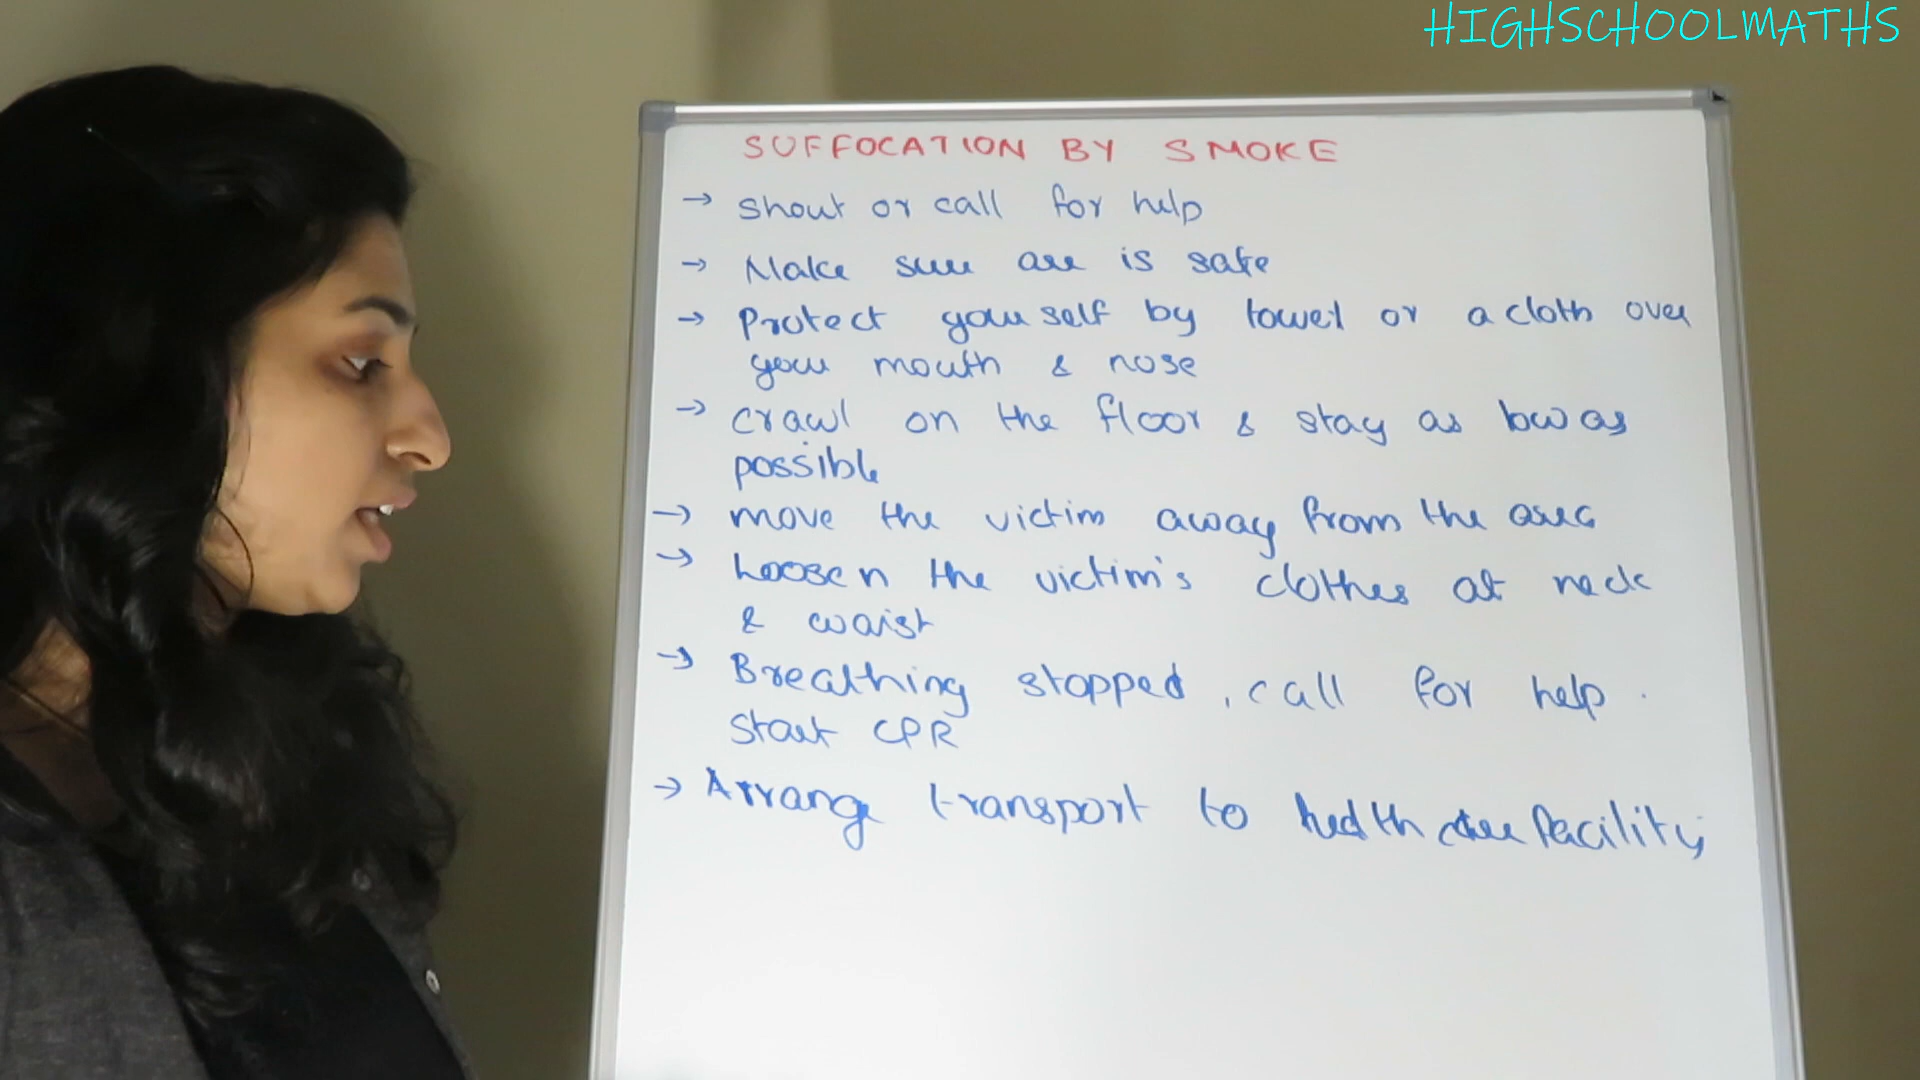 HIGHSCHOOLMATHS
SUFFOCATION BY SMOKE
→ Shout or call for help
→ Make sure are is safe
→ Protect yourself by towel or a cloth over
your mouth & nose
→ crawl on the floor & stay as low as
possible
→ move the victim away from the area
→ Loosen the victim's clothes at neck
& waist
→ Breathing stopped, call for help.
Start CPR
→ Arrange transport to health care facility